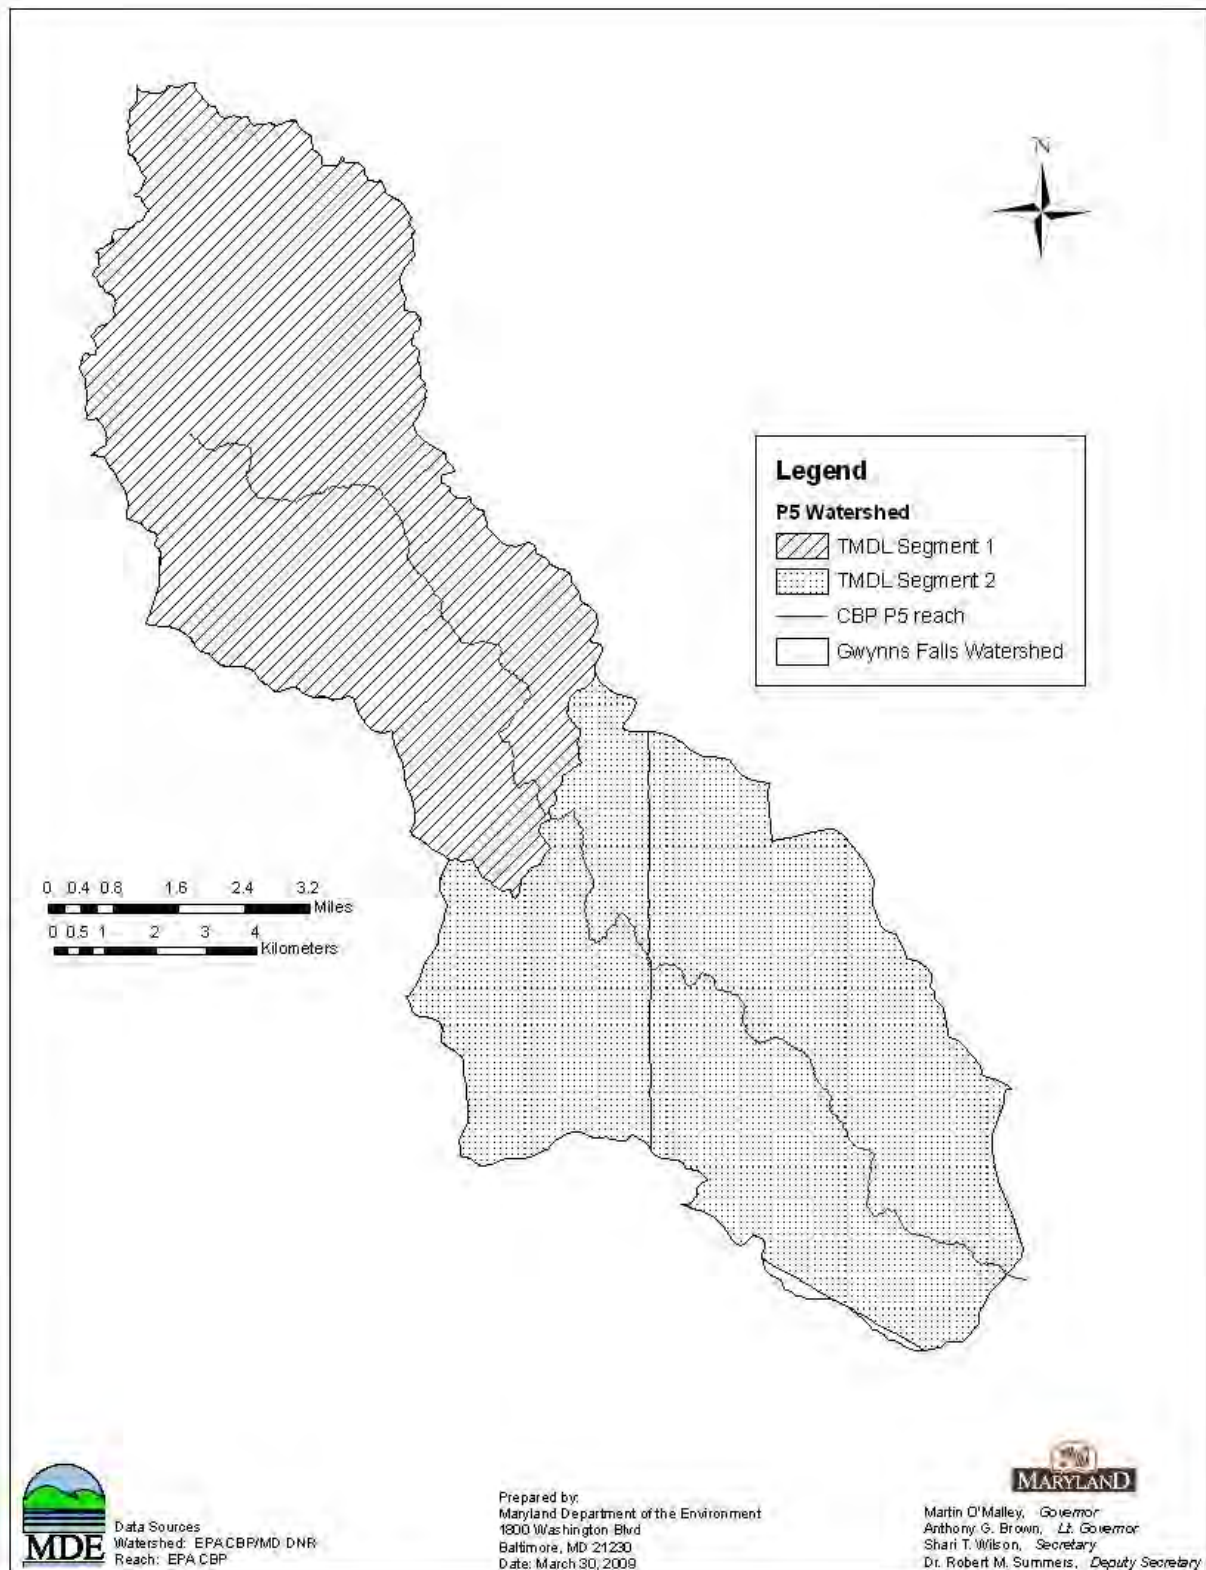 N
Legend
P5 Watershed
TMDL Segment 1
TMDL Segment 2
CBP P5 reach
Gwynns Falls Watershed
0 0.4 0.8 1.6 2.4 3.2
Miles
0 0.5 1 2 3 4
Kilometers
MDE
Data Sources
Watershed: EPACBP/MD DNR
Reach: EPA CBP
Prepared by:
Maryland Department of the Environment
1800 Washington Blvd
Baltimore, MD 21230
Date: March 30, 2009
MARYLAND
Martin O'Malley, Governor
Anthony G. Brown, Lt. Governor
Shari T. Wilson, Secretary
Dr. Robert M. Summers, Deputy Secretary